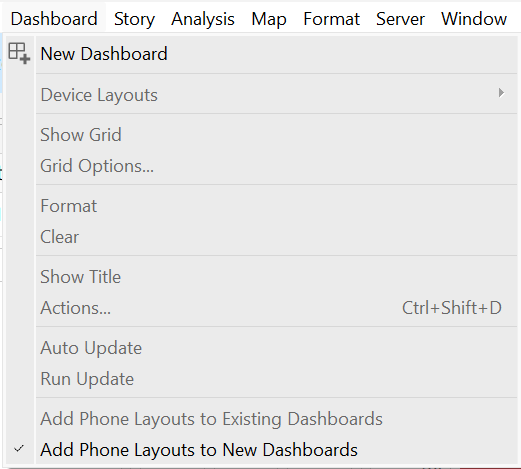 Dashboard Story Analysis Map Format Server Window
New Dashboard
Device Layouts
Show Grid
Grid Options...
Format
Clear
Show Title
Actions... Ctrl+Shift+D
Auto Update
Run Update
Add Phone Layouts to Existing Dashboards
Add Phone Layouts to New Dashboards